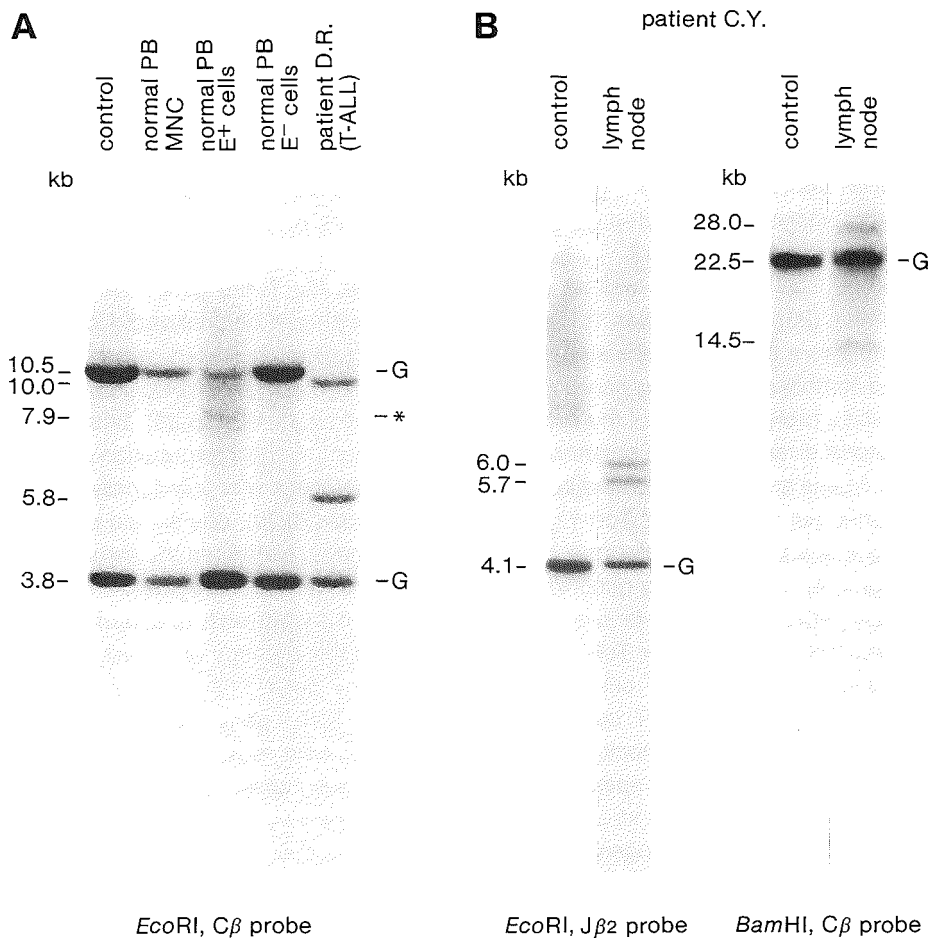 A
control
normal PB
MNC
normal PB
E+ cells
normal PB
E− cells
patient D.R.
(T-ALL)
kb
10.5
10.0
7.9
5.8
3.8
-G
-*
-G
EcoRI, Cβ probe
B
patient C.Y.
control
lymph
node
kb
6.0
5.7
4.1
-G
EcoRI, Jβ2 probe
control
lymph
node
kb
28.0
22.5
14.5
-G
BamHI, Cβ probe